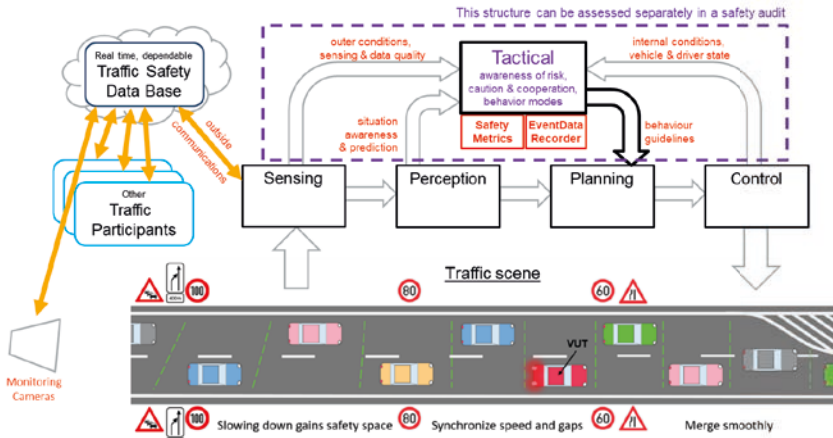 This structure can be assessed separately in a safety audit
Real time, dependable
Traffic Safety
Data Base
outer conditions,
sensing & data quality
Tactical
awareness of risk,
caution & cooperation,
behavior modes
internal conditions,
vehicle & driver state
Safety
Metrics
EventData
Recorder
situation
awareness
& prediction
behaviour
guidelines
outside
communications
Other
Traffic
Participants
Sensing
Perception
Planning
Control
Traffic scene
100
80
60
VUT
Monitoring
Cameras
100
Slowing down gains safety space
80
Synchronize speed and gaps
60
Merge smoothly